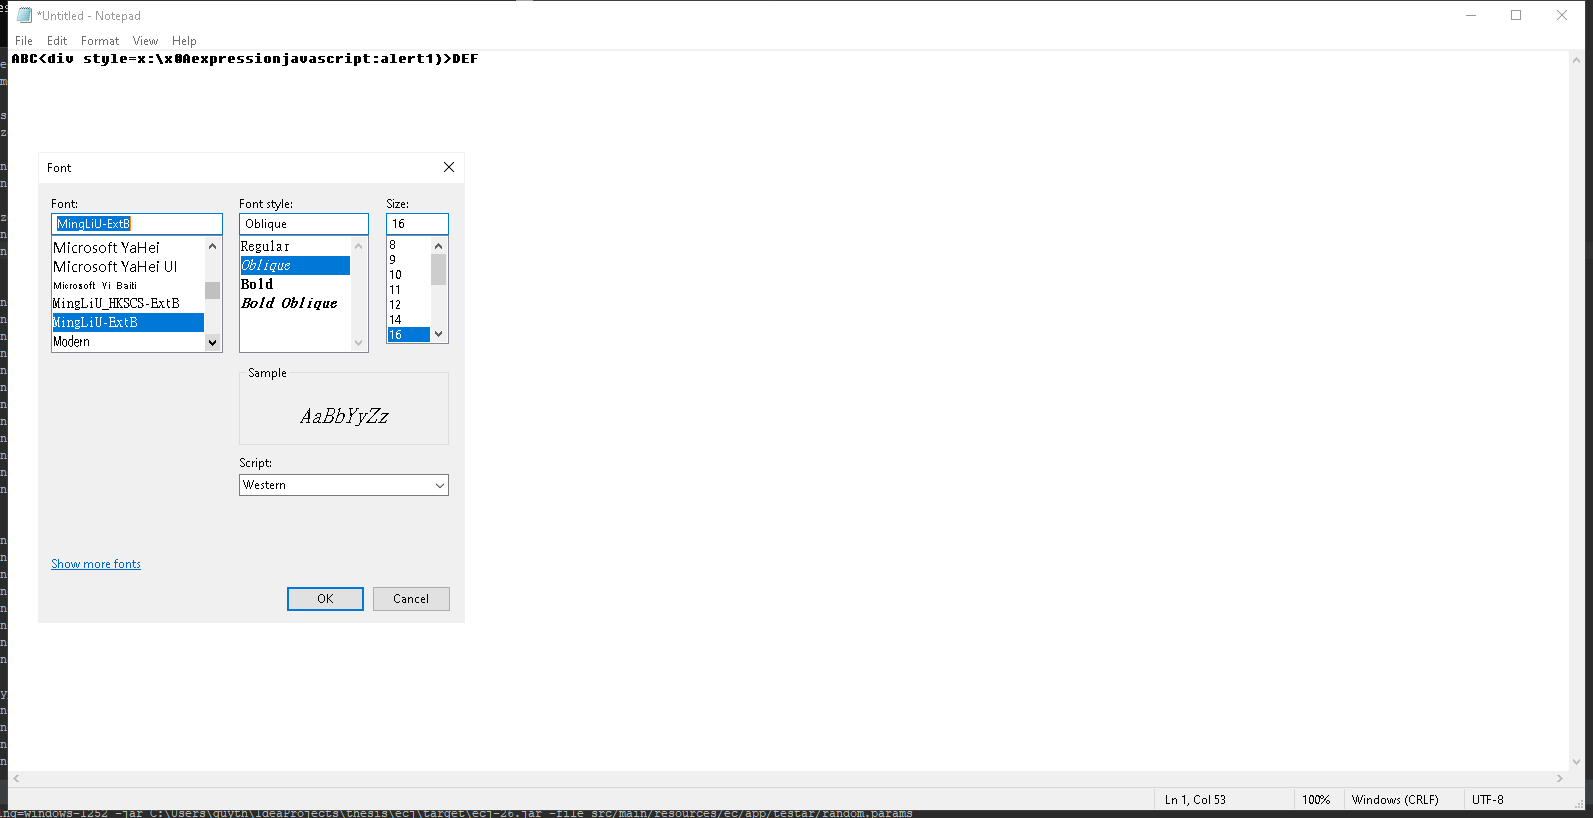 *Untitled - Notepad
File Edit Format View Help
ABC<div style=x:\x0Aexpressionjavascript:alert1)>DEF
Font
Font: Font style: Size:
MingLiU-ExtB Oblique 16
Microsoft YaHei Regular 8
Microsoft YaHei UI Oblique 9
Microsoft Yi Baiti Bold 10
MingLiU_HKSCS-ExtB Bold Oblique 11
MingLiU-ExtB 12
Modern 14
16
Sample
AaBbYyZz
Script:
Western
Show more fonts
OK Cancel
Ln 1, Col 53 100% Windows (CRLF) UTF-8
ing=windows-1252 -jar C:\Users\guyth\IdeaProjects\thesis\ecj\target\ecj-26.jar -file src/main/resources/ec/app/testar/random.params